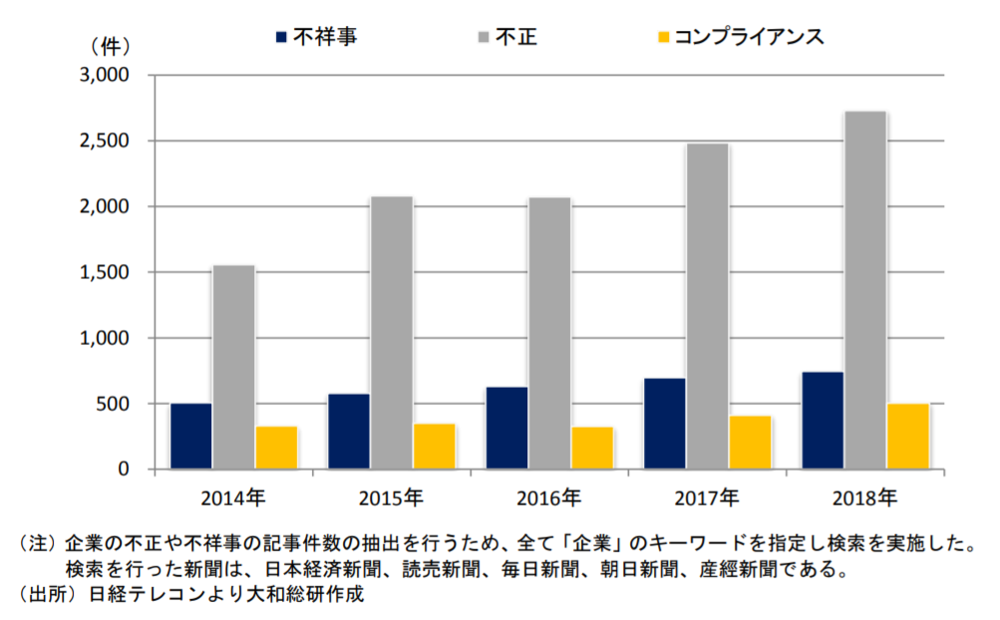 （件）
不祥事 不正 コンプライアンス
3,000
2,500
2,000
1,500
1,000
500
0
2014年 2015年 2016年 2017年 2018年
（注）企業の不正や不祥事の記事件数の抽出を行うため、全て「企業」のキーワードを指定し検索を実施した。
検索を行った新聞は、日本経済新聞、読売新聞、毎日新聞、朝日新聞、産經新聞である。
（出所）日経テレコンより大和総研作成